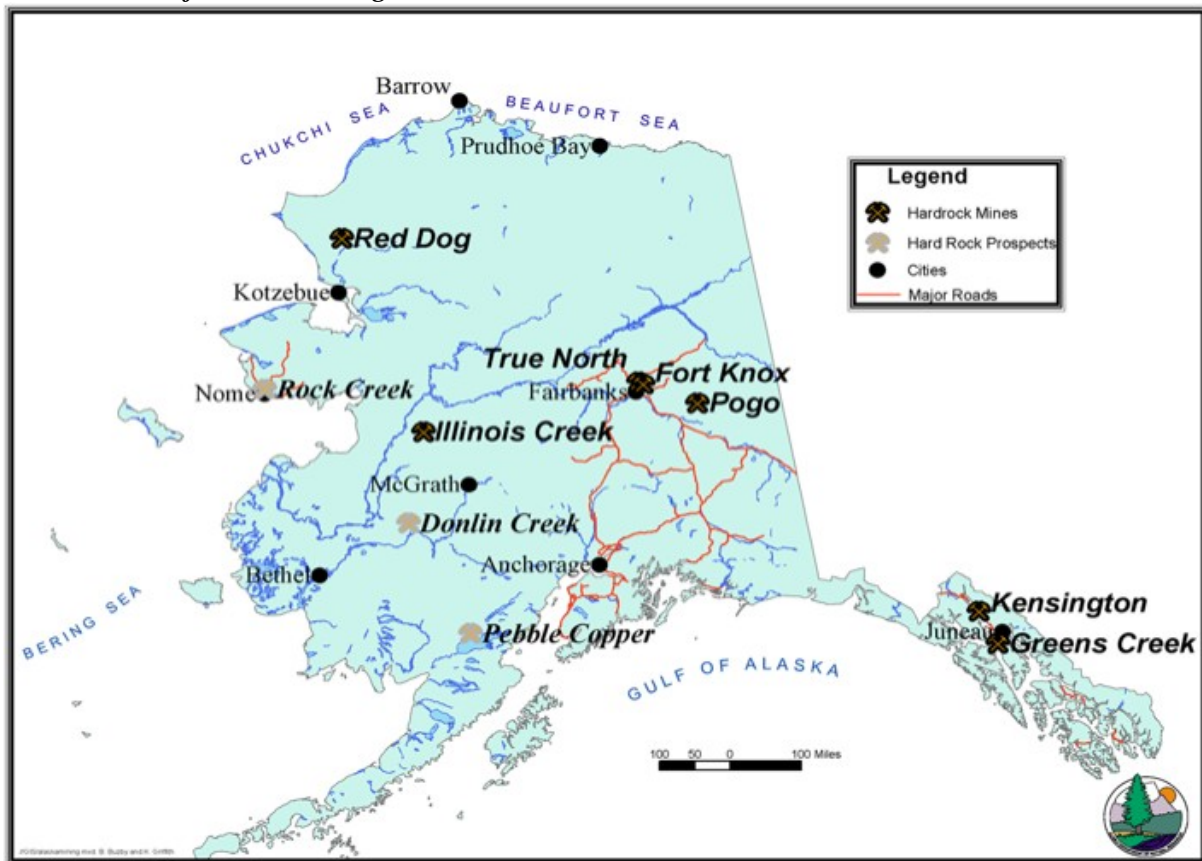 Barrow
CHUKCHI SEA
BEAUFORT SEA
Prudhoe Bay
Legend
Hardrock Mines
Hard Rock Prospects
Cities
Major Roads
Red Dog
Kotzebue
True North
Fort Knox
Nome
Rock Creek
Fairbanks
Pogo
Illinois Creek
McGrath
Donlin Creek
Anchorage
Bethel
BERING SEA
Kensington
Pebble Copper
Juneau
Greens Creek
GULF OF ALASKA
100 50 0 100 Miles